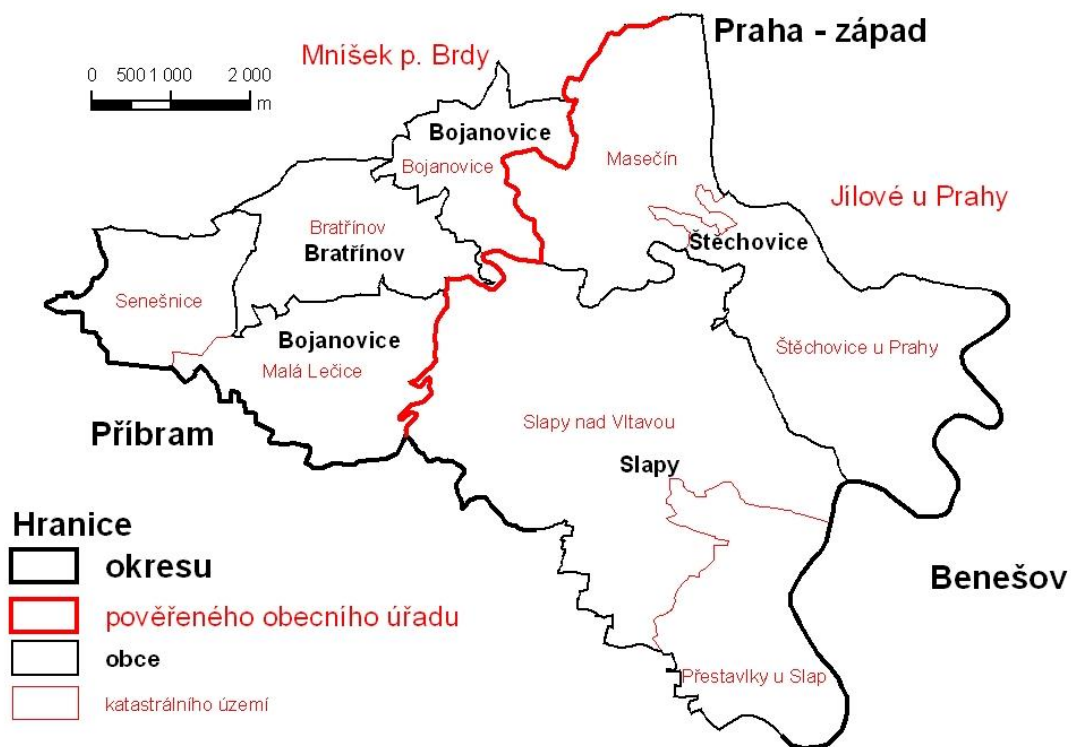 Praha - západ
Mníšek p. Brdy
0 500 1 000 2 000
m
Bojanovice
Bojanovice
Masečín
Jílové u Prahy
Bratřínov
Bratřínov
Štěchovice
Senešnice
Bojanovice
Malá Lečice
Štěchovice u Prahy
Příbram
Slapy nad Vltavou
Slapy
Hranice
okresu
Benešov
pověřeného obecního úřadu
obce
Přestavlky u Slap
katastrálního území